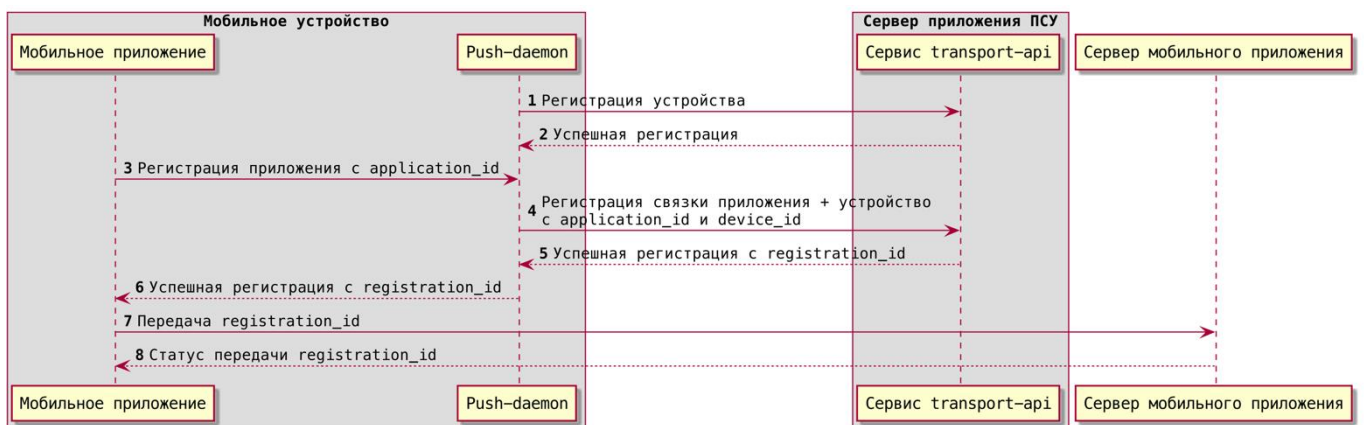 Мобильное устройство
Сервер приложения ПСУ
Мобильное приложение
Push-daemon
Сервис transport-api
Сервер мобильного приложения
1 Регистрация устройства
2 Успешная регистрация
3 Регистрация приложения с application_id
4 Регистрация связки приложения + устройство
с application_id и device_id
5 Успешная регистрация с registration_id
6 Успешная регистрация с registration_id
7 Передача registration_id
8 Статус передачи registration_id
Мобильное приложение
Push-daemon
Сервис transport-api
Сервер мобильного приложения